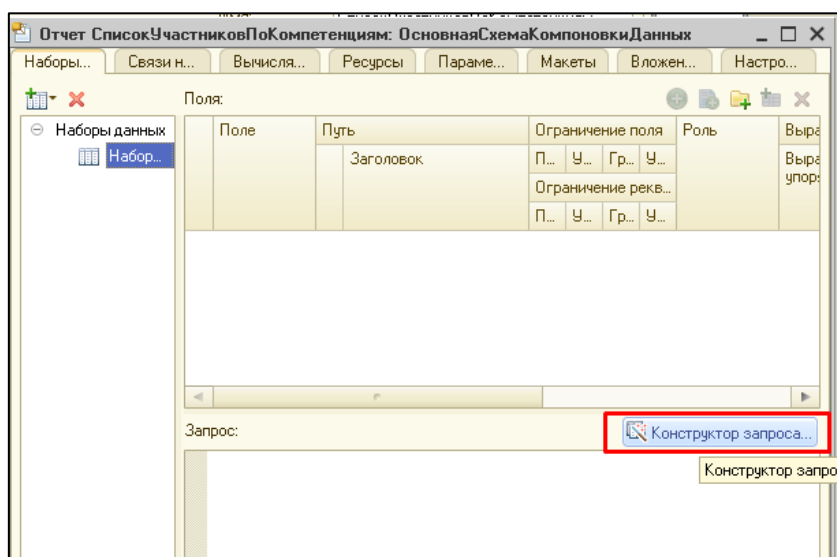 Отчет СписокУчастниковПоКомпетенциям: ОсновнаяСхемаКомпоновкиДанных
Наборы... Связи н... Вычисля... Ресурсы Параме... Макеты Вложен... Настро...
Поля:
Наборы данных
Набор...
Поле Путь Ограничение поля Роль Выра
Заголовок П... У... Гр... У... Выра
упоря
Ограничение рекв...
П... У... Гр... У...
Запрос:
Конструктор запроса...
Конструктор запро